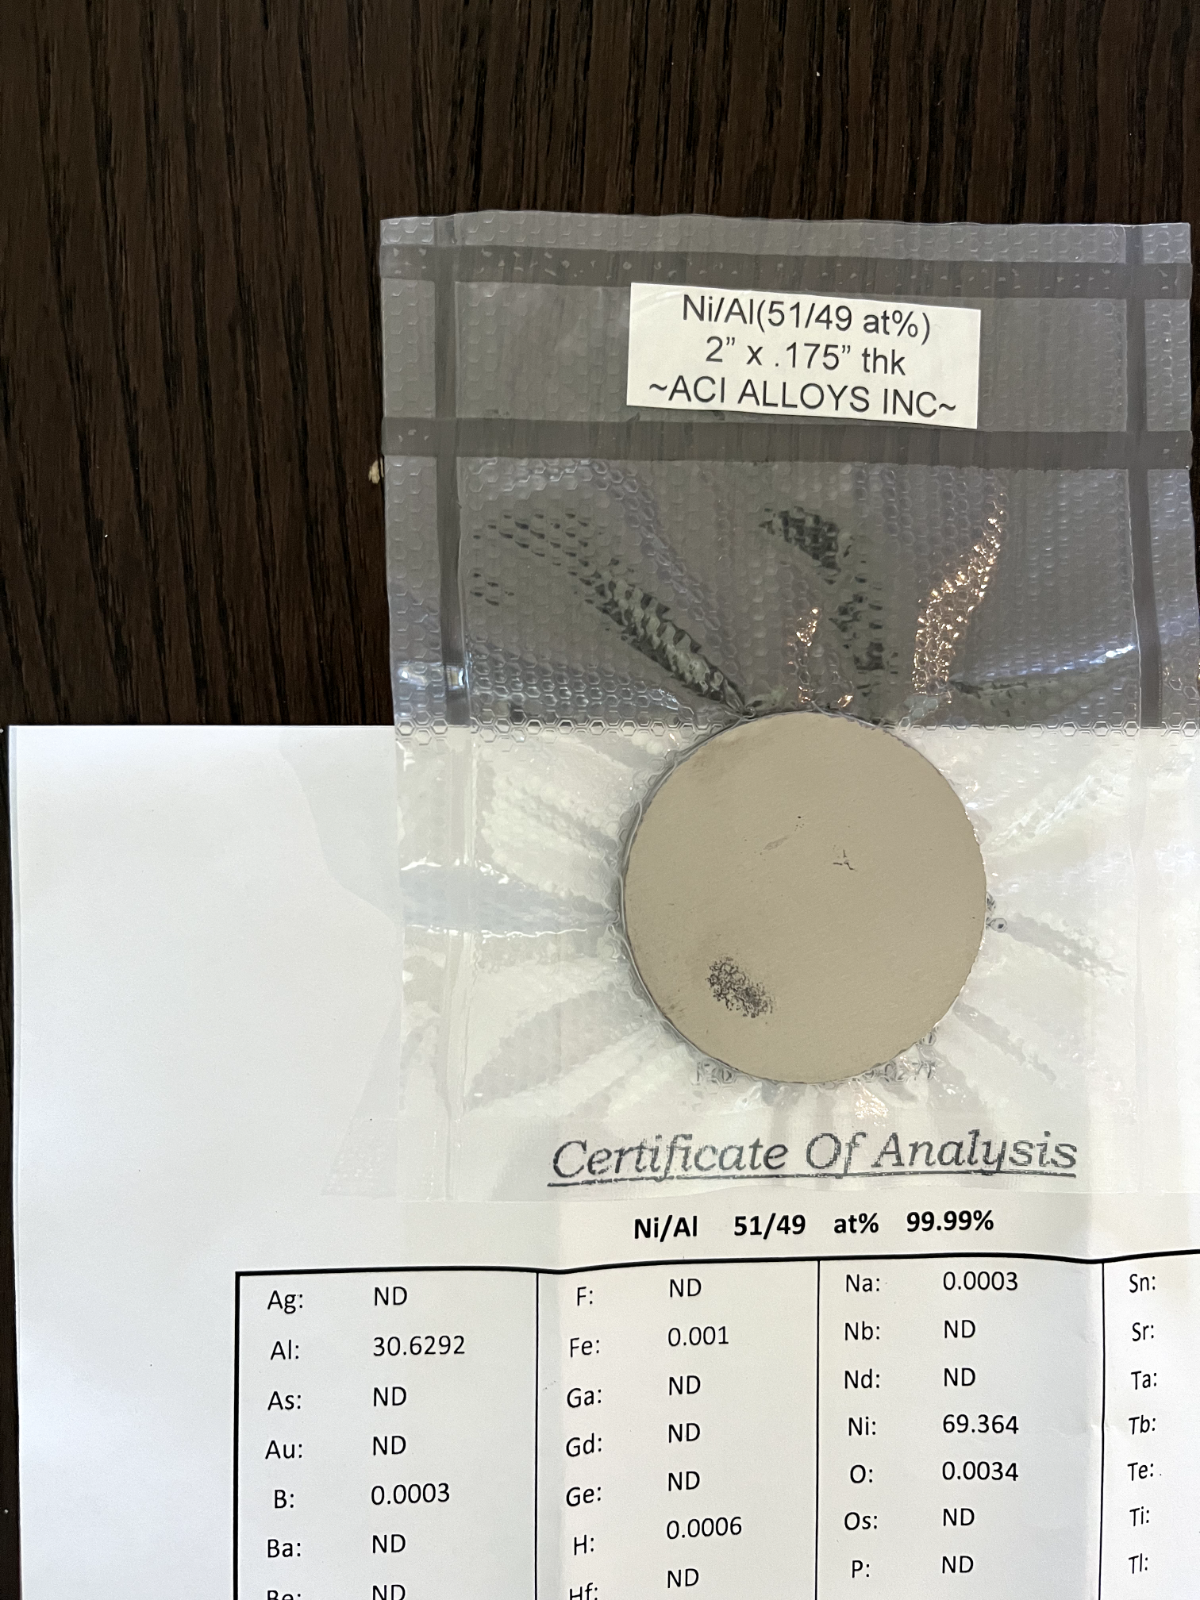 Ni/Al(51/49 at%)
2” x .175” thk
~ACI ALLOYS INC~
Certificate Of Analysis
Ni/Al 51/49 at% 99.99%
Ag: ND F: ND Na: 0.0003 Sn:
Al: 30.6292 Fe: 0.001 Nb: ND Sr:
As: ND Ga: ND Nd: ND Ta:
Au: ND Gd: ND Ni: 69.364 Tb:
B: 0.0003 Ge: ND O: 0.0034 Te:
Ba: ND H: 0.0006 Os: ND Ti:
Be: ND Hf: ND P: ND Tl: